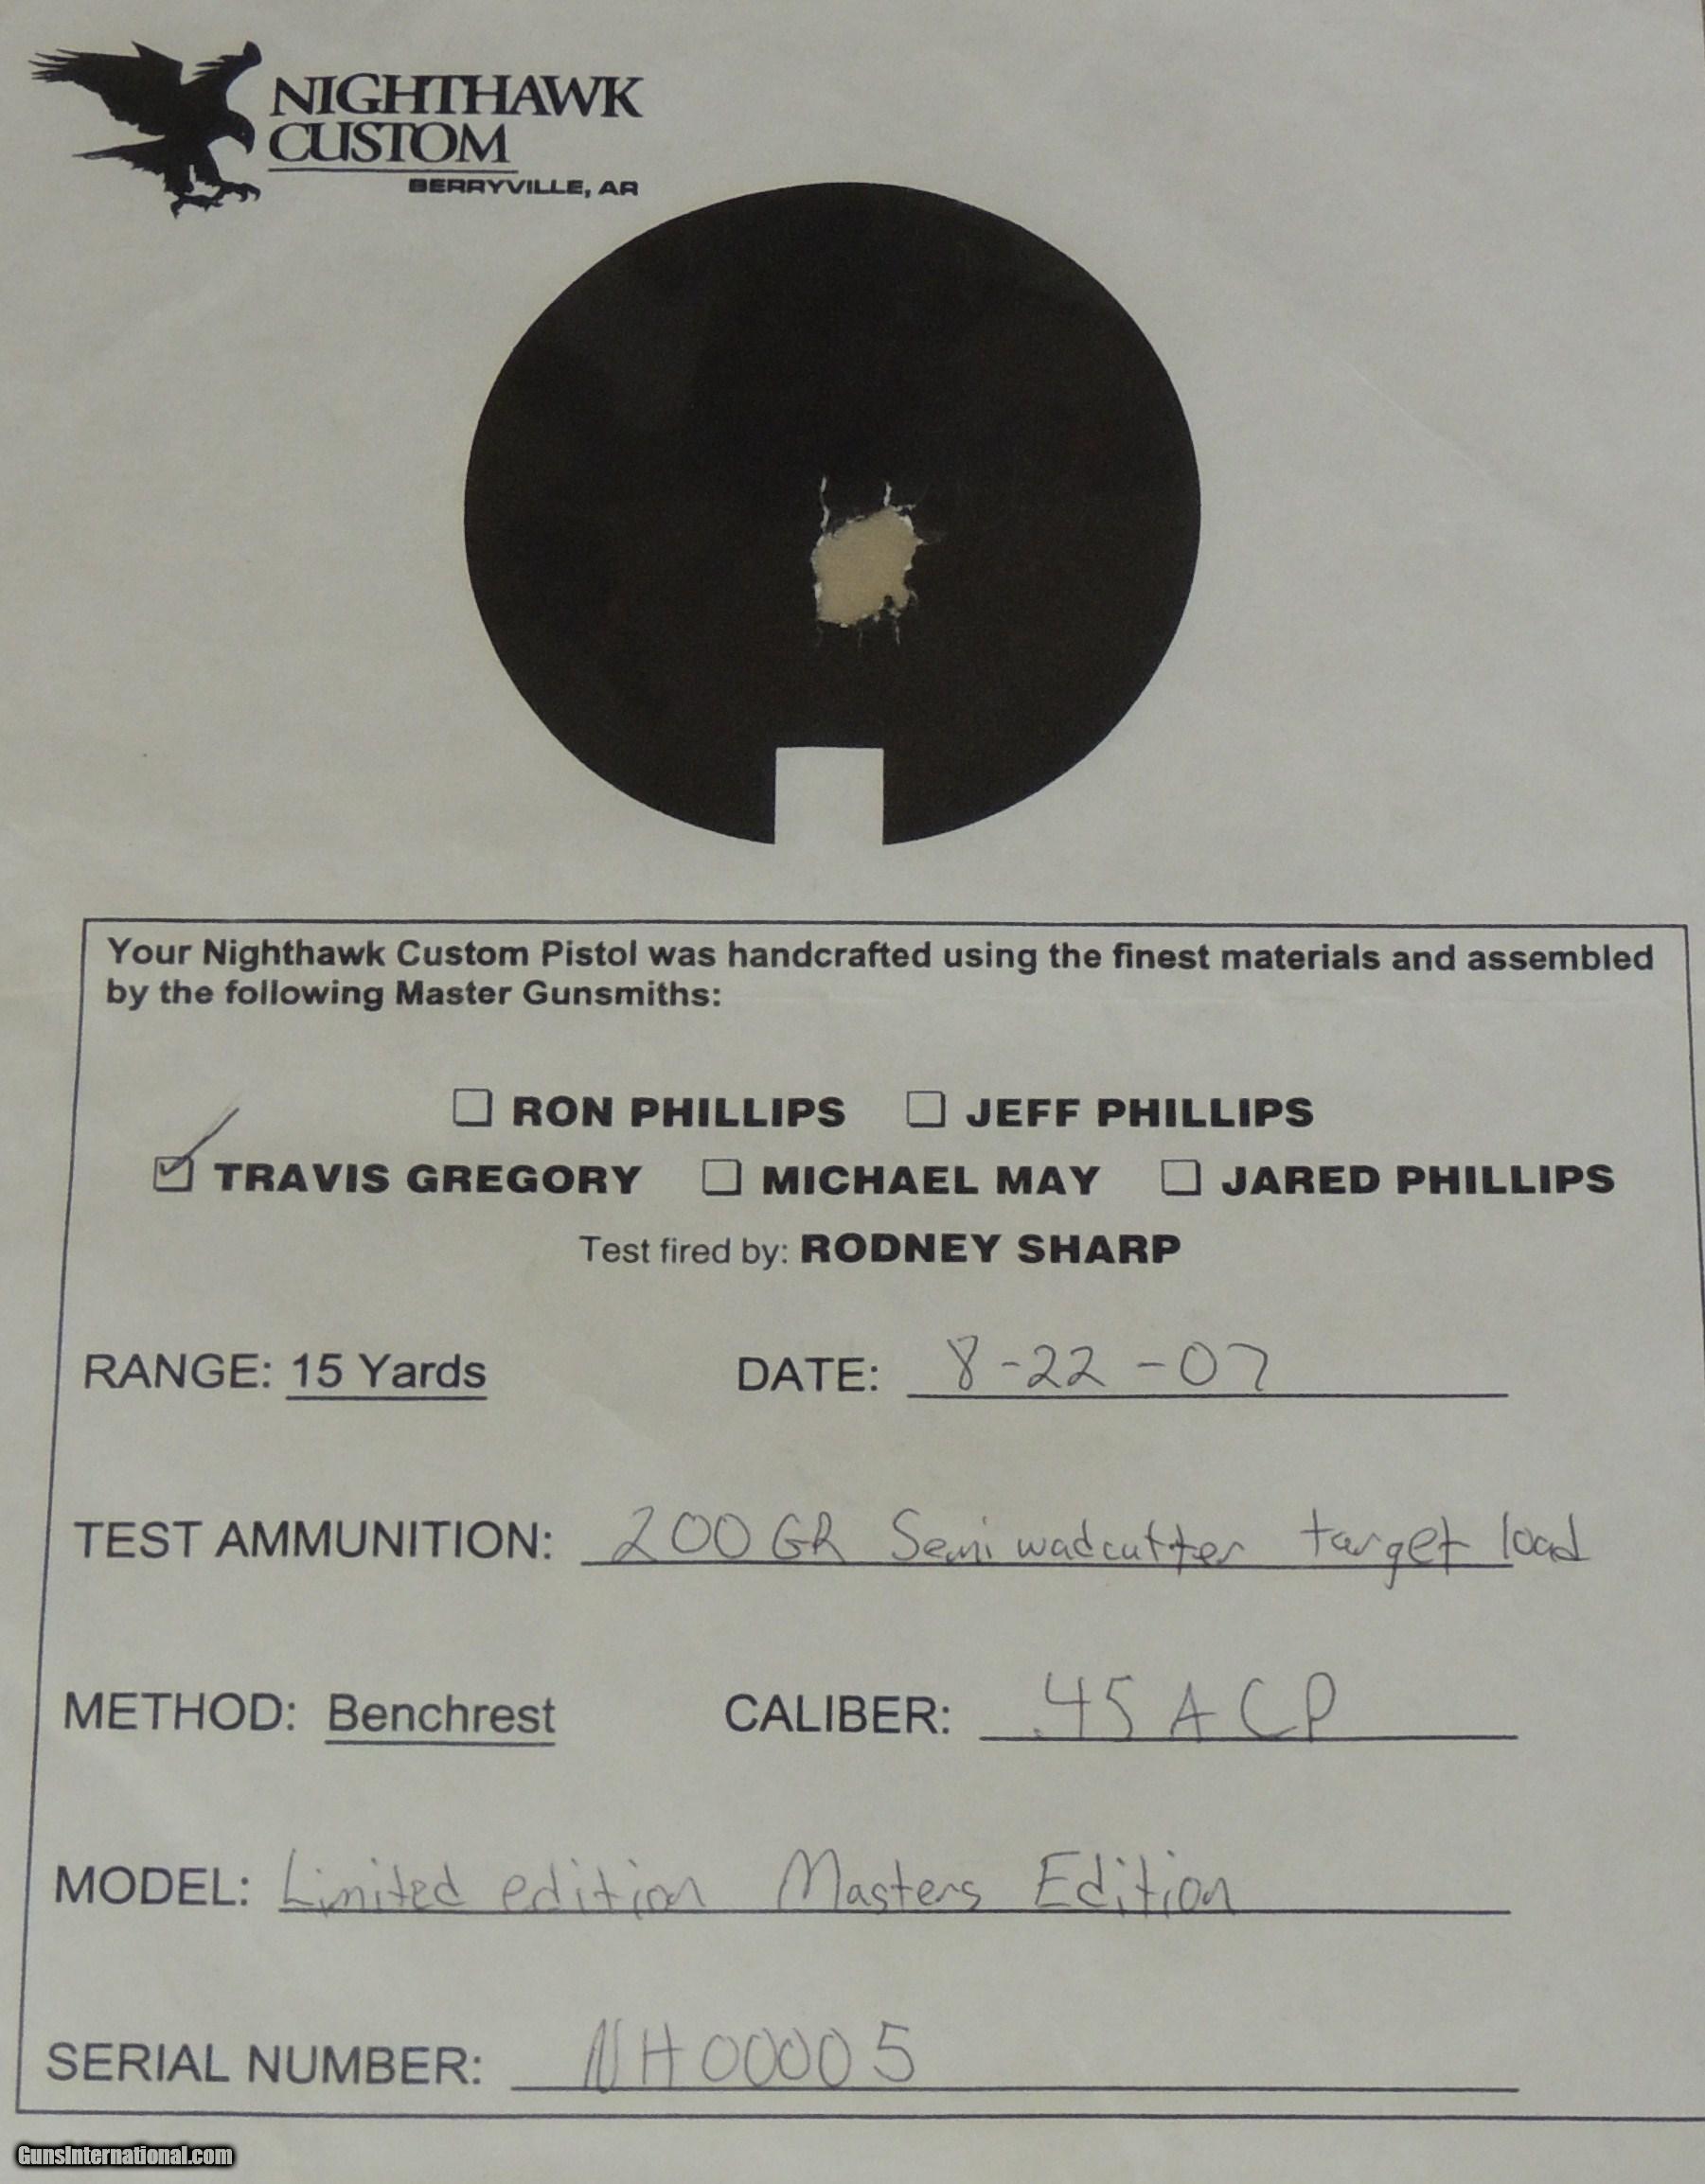 NIGHTHAWK
CUSTOM
BERRYVILLE, AR
Your Nighthawk Custom Pistol was handcrafted using the finest materials and assembled
by the following Master Gunsmiths:
RON PHILLIPS JEFF PHILLIPS
TRAVIS GREGORY MICHAEL MAY JARED PHILLIPS
Test fired by: RODNEY SHARP
RANGE: 15 Yards DATE: 8-22-07
TEST AMMUNITION: 200 GR Semi wadcutter target load
METHOD: Benchrest CALIBER: .45 ACP
MODEL: Limited edition Masters Edition
SERIAL NUMBER: NH00005
GunsInternational.com